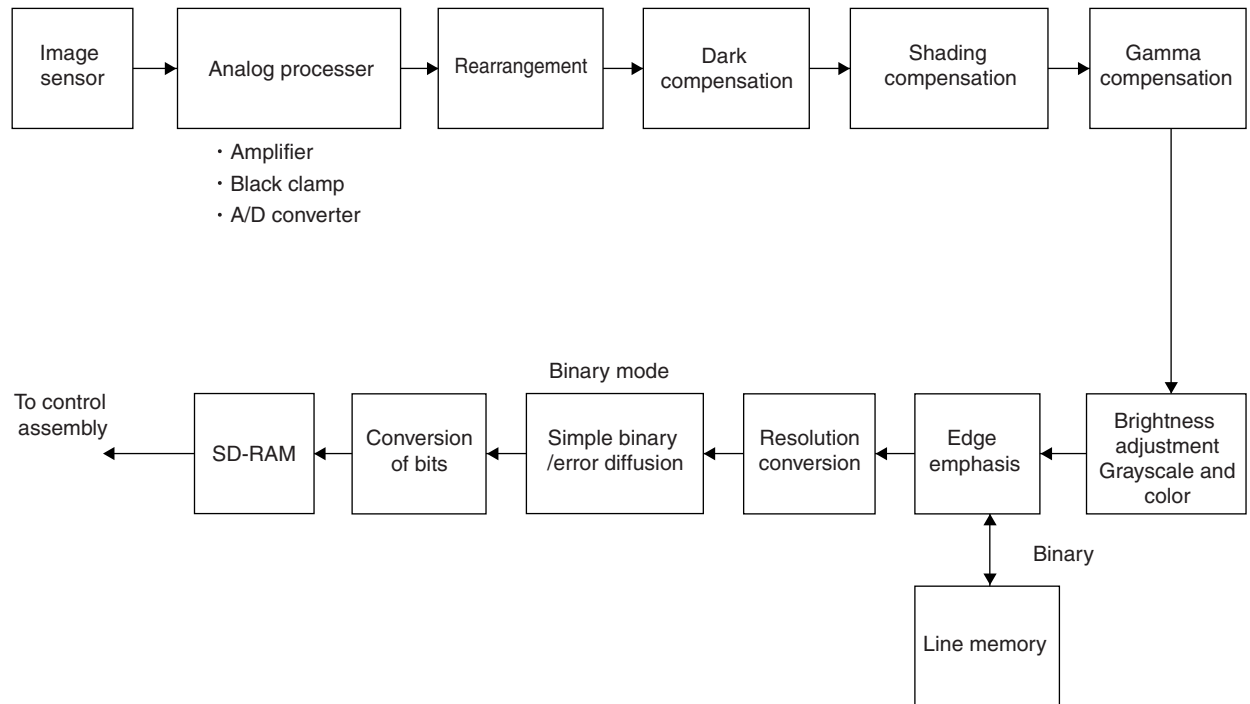 Image
sensor
Analog processer
Rearrangement
Dark
compensation
Shading
compensation
Gamma
compensation
・Amplifier
・Black clamp
・A/D converter
Binary mode
To control
assembly
SD-RAM
Conversion
of bits
Simple binary
/error diffusion
Resolution
conversion
Edge
emphasis
Brightness
adjustment
Grayscale and
color
Binary
Line memory